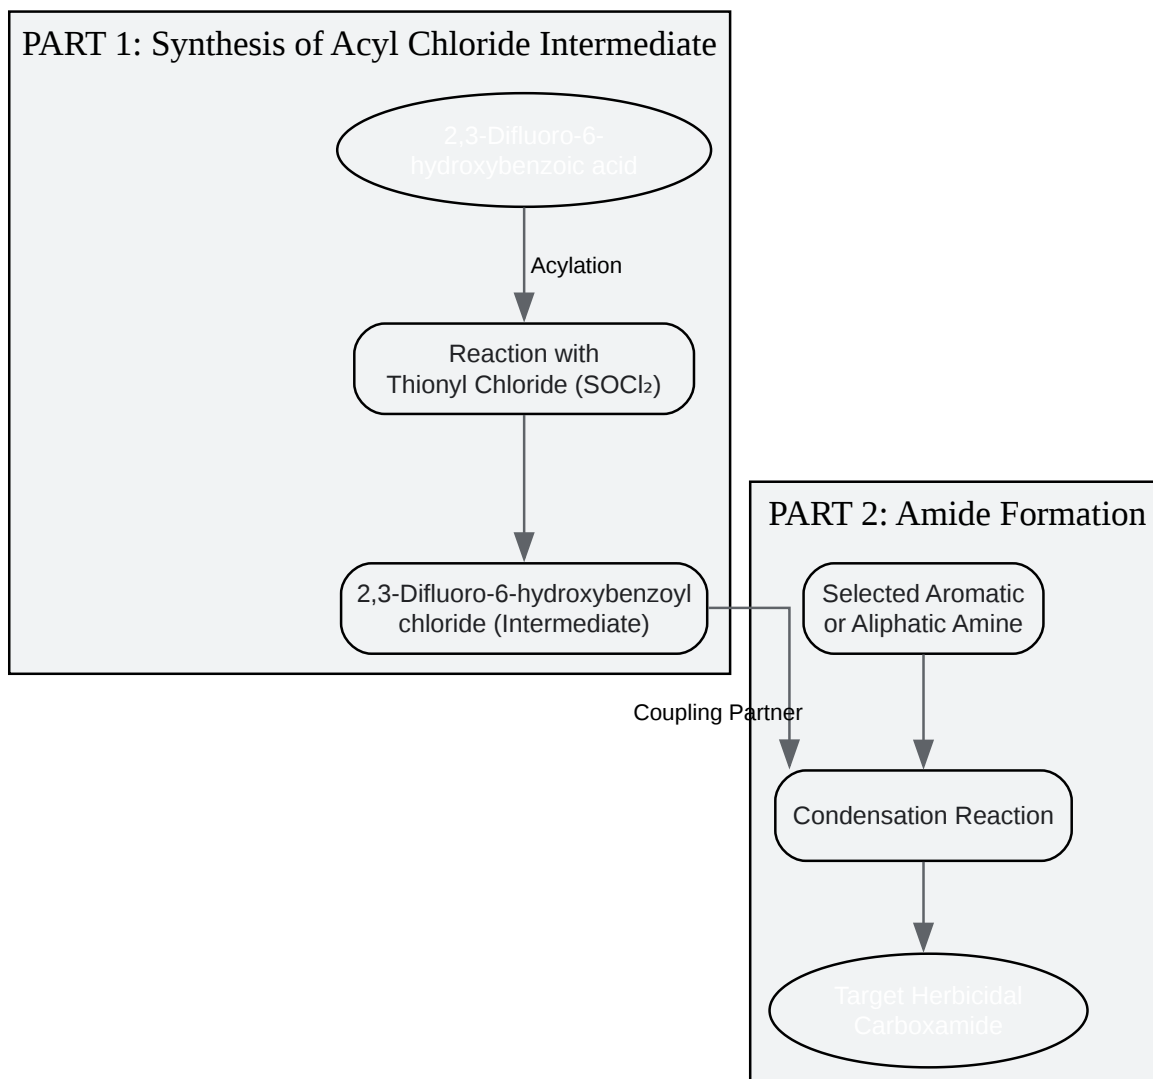 PART 1: Synthesis of Acyl Chloride Intermediate
2,3-Difluoro-6-
hydroxybenzoic acid
Acylation
Reaction with
Thionyl Chloride (SOCl₂)
2,3-Difluoro-6-hydroxybenzoyl
chloride (Intermediate)
PART 2: Amide Formation
Selected Aromatic
or Aliphatic Amine
Coupling Partner
Condensation Reaction
Target Herbicidal
Carboxamide